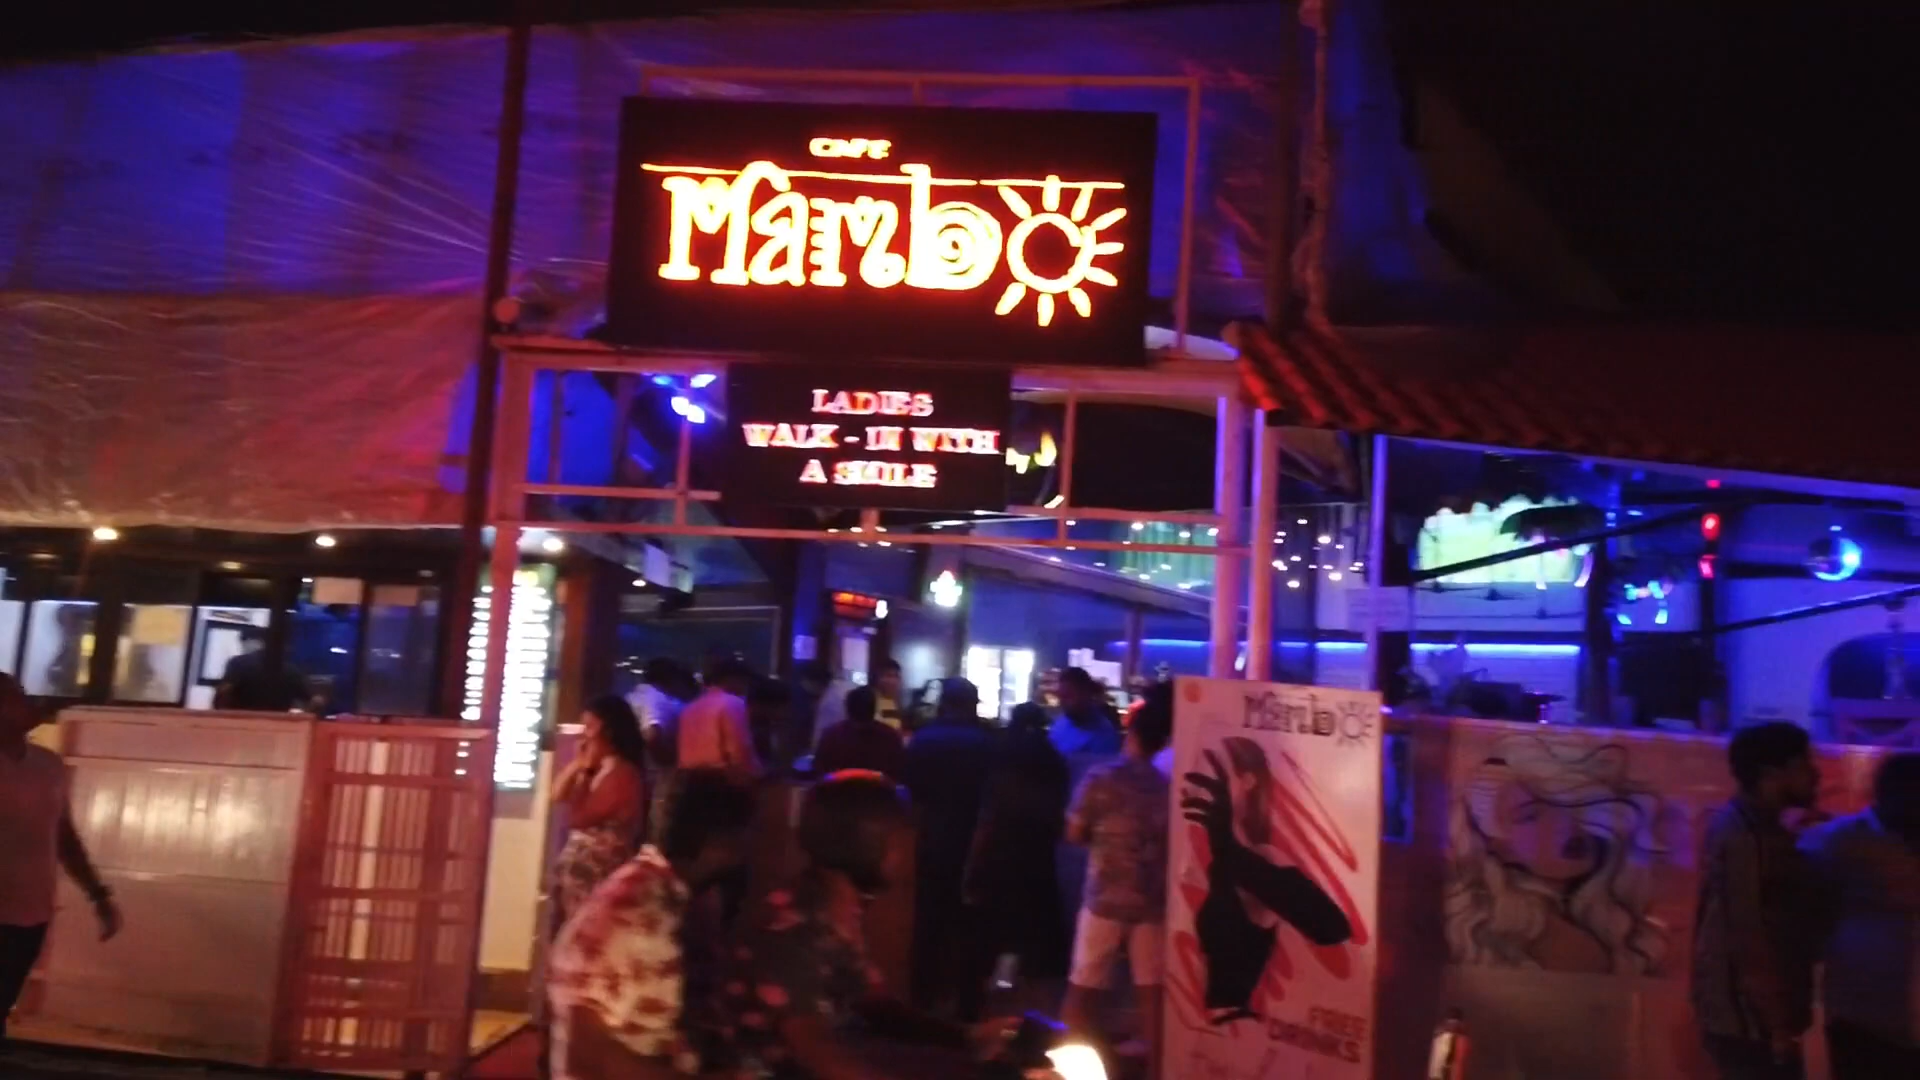 CAFE
Mambo
LADIES
WALK - IN WITH
A SMILE
Mambo
FREE
DRINKS